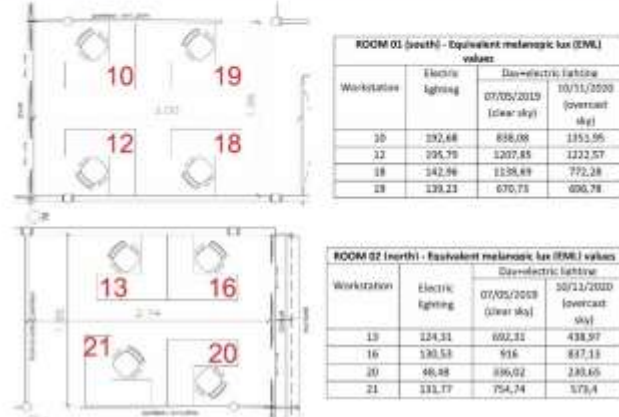 10
19
12
18
ROOM 01 (south) - Equivalent melanopic lux (EML) values
Workstation
Electric lighting
Day+electric lighting
07/05/2019 (clear sky)
10/11/2020 (overcast sky)
10 192,68 838,08 1351,95
12 195,79 1207,85 1222,57
18 142,96 1138,69 772,28
19 139,23 670,73 696,78
13
16
21
20
ROOM 02 (north) - Equivalent melanopic lux (EML) values
Workstation
Electric lighting
Day+electric lighting
07/05/2019 (clear sky)
10/11/2020 (overcast sky)
13 124,31 692,31 438,97
16 130,53 916 837,13
20 48,48 336,02 230,65
21 131,77 754,74 573,4